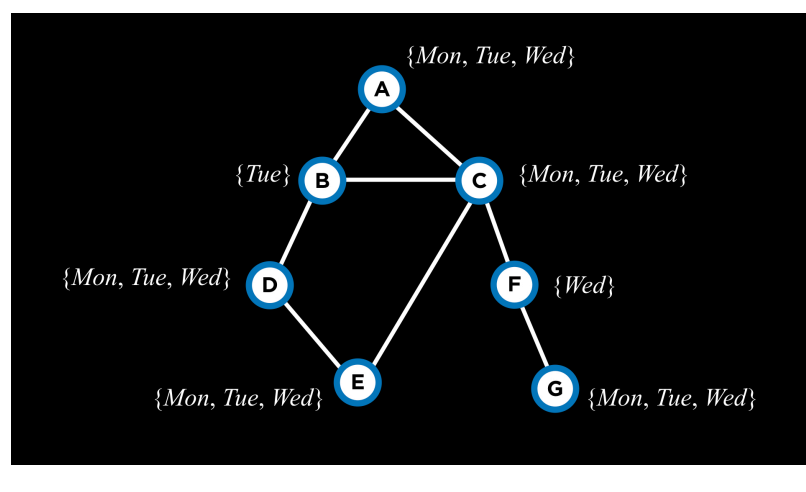 {Mon, Tue, Wed}
A
{Tue} B C {Mon, Tue, Wed}
{Mon, Tue, Wed} D F {Wed}
{Mon, Tue, Wed} E G {Mon, Tue, Wed}